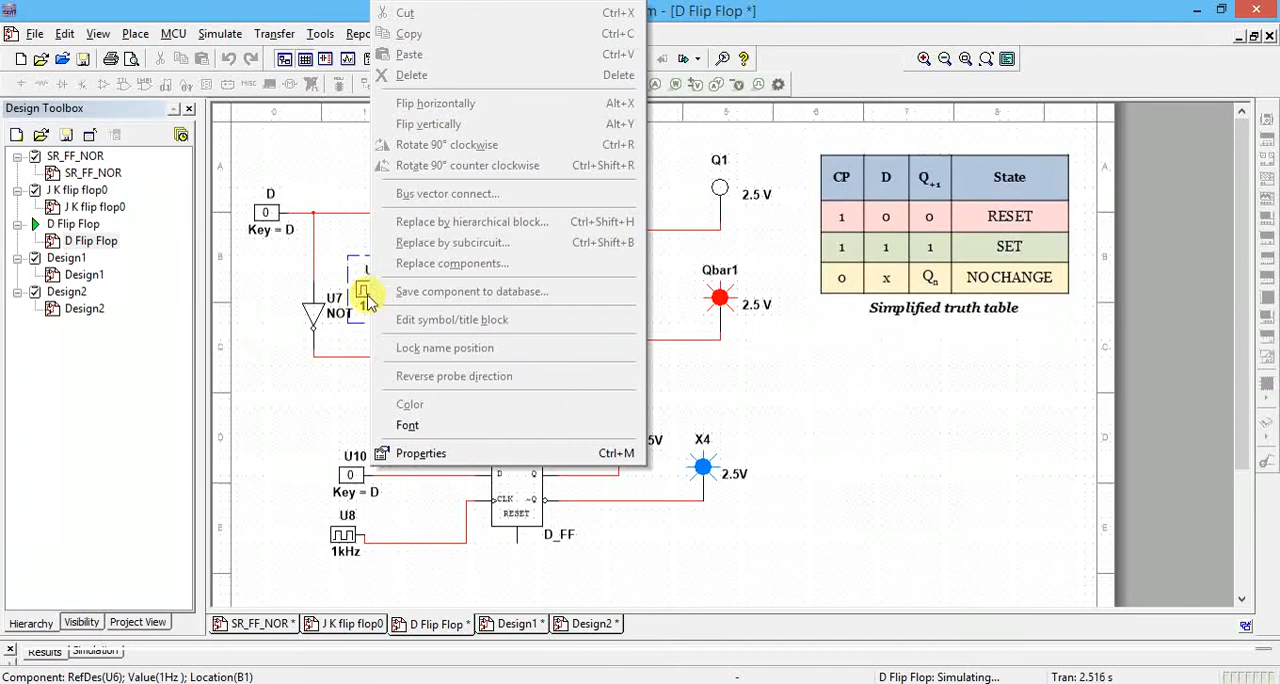 m - [D Flip Flop *]
File Edit View Place MCU Simulate Transfer Tools Repo
Design Toolbox
SR_FF_NOR
SR_FF_NOR
J K flip flop0
J K flip flop0
D Flip Flop
D Flip Flop
Design1
Design1
Design2
Design2
Hierarchy Visibility Project View
Cut Ctrl+X
Copy Ctrl+C
Paste Ctrl+V
Delete Delete
Flip horizontally Alt+X
Flip vertically Alt+Y
Rotate 90° clockwise Ctrl+R
Rotate 90° counter clockwise Ctrl+Shift+R
Bus vector connect...
Replace by hierarchical block... Ctrl+Shift+H
Replace by subcircuit... Ctrl+Shift+B
Replace components...
Save component to database...
Edit symbol/title block
Lock name position
Reverse probe direction
Color
Font
Properties Ctrl+M
5 7 8
A
B
C
D
E
A
B
C
D
E
D
0
Key = D
U
1
U7
NOT
Q1
2.5 V
Qbar1
2.5 V
CP D Q+1 State
1 0 0 RESET
1 1 1 SET
0 x Qn NO CHANGE
Simplified truth table
U10
0
Key = D
U8
1kHz
D Q
CLK ~Q
RESET
D_FF
5V
X4
2.5V
SR_FF_NOR * J K flip flop0 D Flip Flop * Design1 * Design2 *
Results Simulation
Component: RefDes(U6); Value(1Hz ); Location(B1) - D Flip Flop: Simulating... Tran: 2.516 s